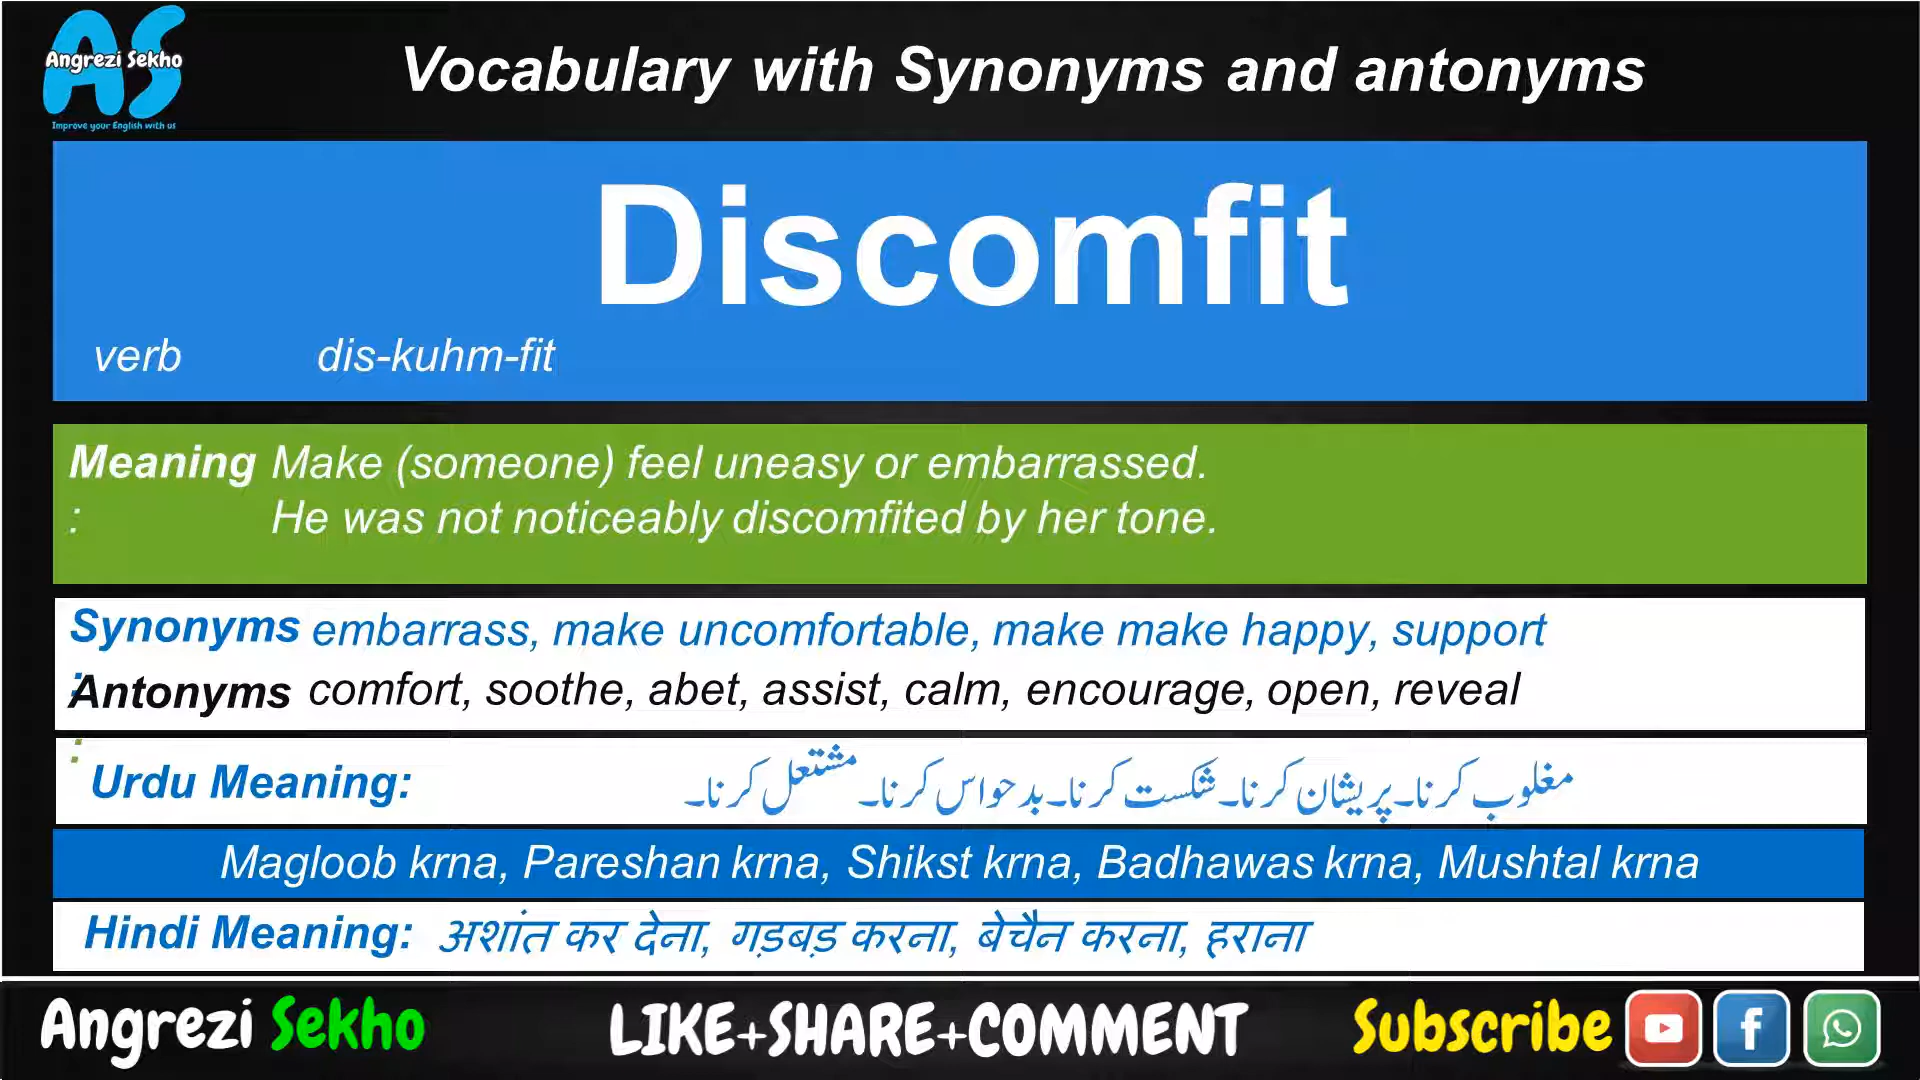 Angrezi Sekho
Improve your English with us
Vocabulary with Synonyms and antonyms
Discomfit
verb dis-kuhm-fit
Meaning Make (someone) feel uneasy or embarrassed.
: He was not noticeably discomfited by her tone.
Synonyms embarrass, make uncomfortable, make make happy, support
:
Antonyms comfort, soothe, abet, assist, calm, encourage, open, reveal
:
Urdu Meaning: مغلوب کرنا۔پریشان کرنا۔شکست کرنا۔بدحواس کرنا۔مشتعل کرنا۔
Magloob krna, Pareshan krna, Shikst krna, Badhawas krna, Mushtal krna
Hindi Meaning: अशांत कर देना, गड़बड़ करना, बेचैन करना, हराना
Angrezi Sekho LIKE+SHARE+COMMENT Subscribe